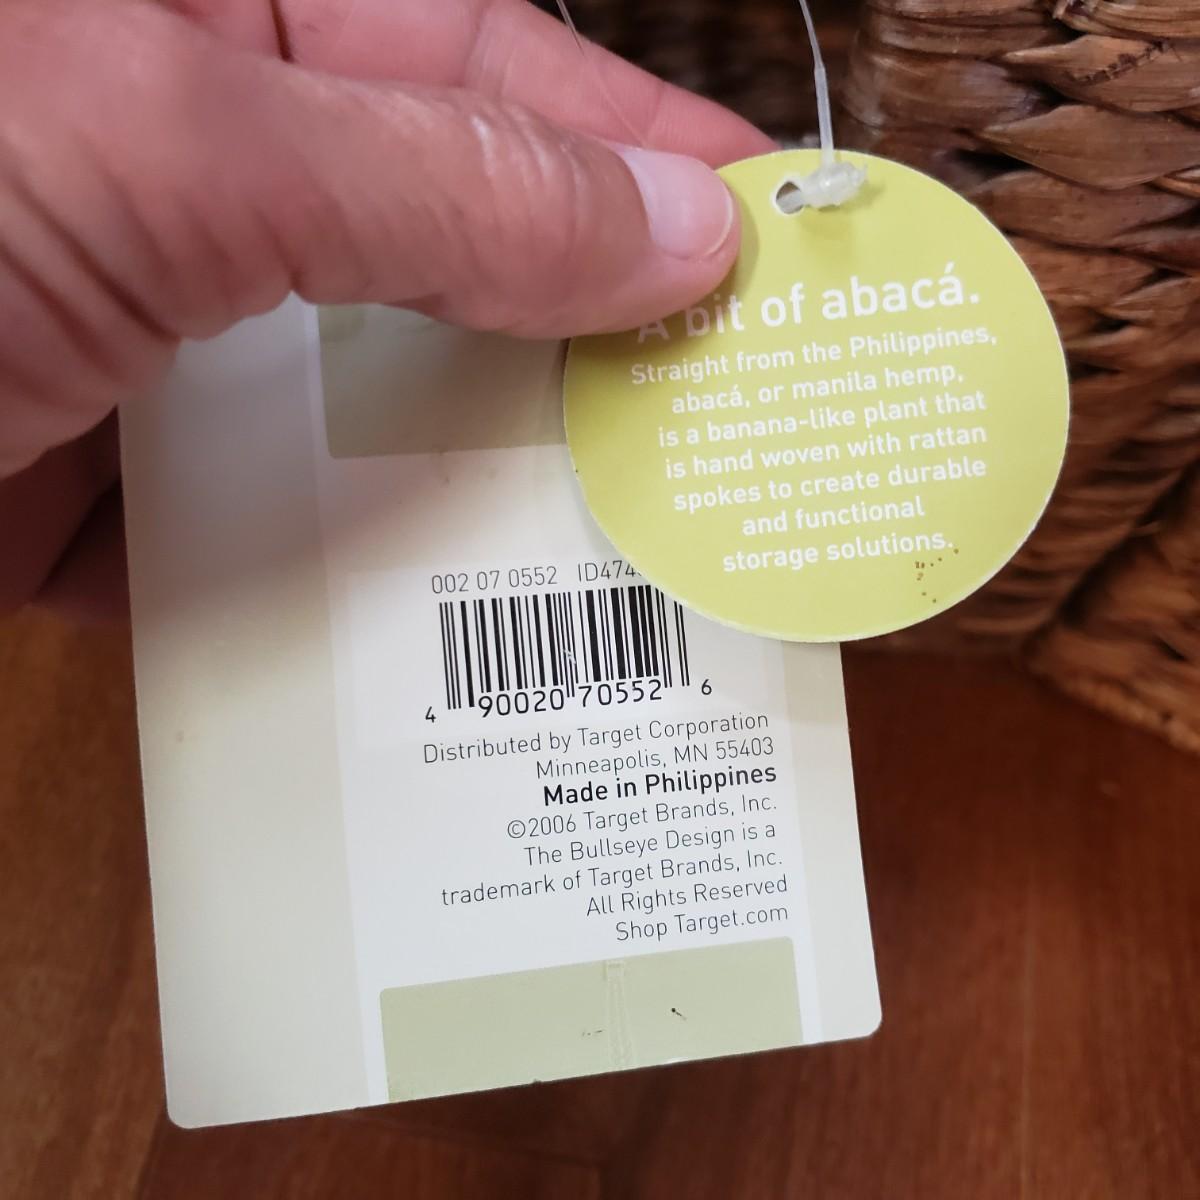 A bit of abacá.
Straight from the Philippines,
abacá, or manila hemp,
is a banana-like plant that
is hand woven with rattan
spokes to create durable
and functional
storage solutions.
002 07 0552 ID474
4 90020 70552 6
Distributed by Target Corporation
Minneapolis, MN 55403
Made in Philippines
©2006 Target Brands, Inc.
The Bullseye Design is a
trademark of Target Brands, Inc.
All Rights Reserved
Shop Target.com